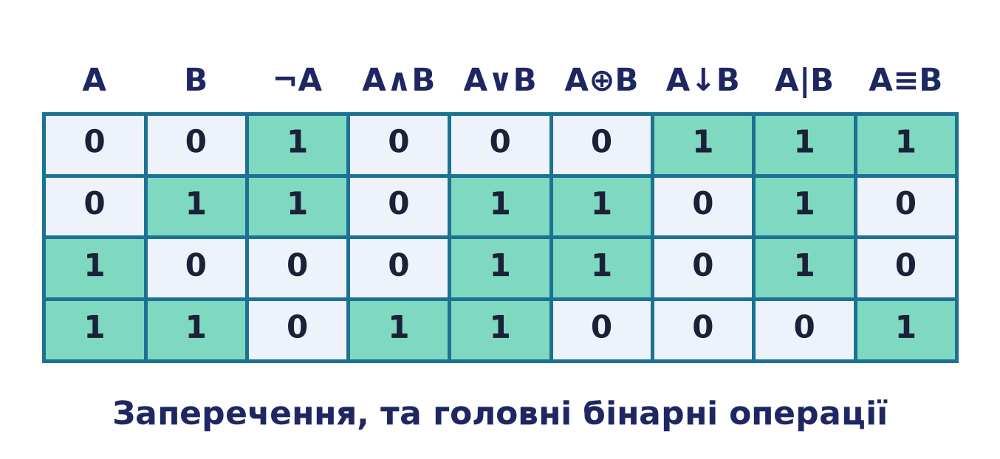 A B ¬A A∧B A∨B A⊕B A↓B A|B A≡B
0 0 1 0 0 0 1 1 1
0 1 1 0 1 1 0 1 0
1 0 0 0 1 1 0 1 0
1 1 0 1 1 0 0 0 1
Заперечення, та головні бінарні операції